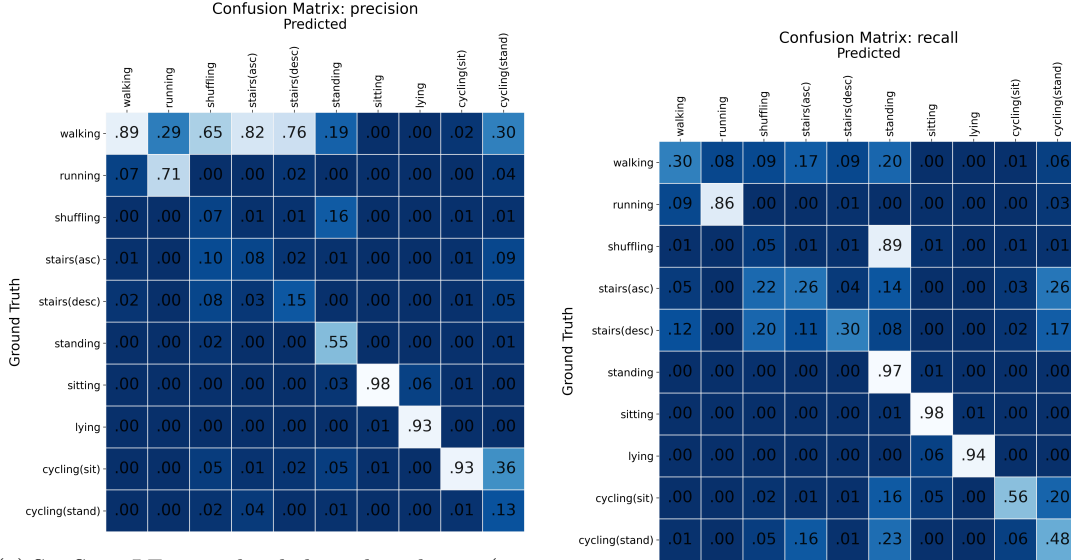 Confusion Matrix: precision
Predicted
walking running shuffling stairs(asc) stairs(desc) standing sitting lying cycling(sit) cycling(stand)
Ground Truth
walking .89 .29 .65 .82 .76 .19 .00 .00 .02 .30
running .07 .71 .00 .00 .02 .00 .00 .00 .00 .04
shuffling .00 .00 .07 .01 .01 .16 .00 .00 .01 .01
stairs(asc) .01 .00 .10 .08 .02 .01 .00 .00 .01 .09
stairs(desc) .02 .00 .08 .03 .15 .00 .00 .00 .01 .05
standing .00 .00 .02 .00 .00 .55 .00 .00 .00 .01
sitting .00 .00 .00 .00 .00 .03 .98 .06 .01 .00
lying .00 .00 .00 .00 .00 .00 .01 .93 .00 .00
cycling(sit) .00 .00 .05 .01 .02 .05 .01 .00 .93 .36
cycling(stand) .00 .00 .02 .04 .00 .01 .00 .00 .01 .13
Confusion Matrix: recall
Predicted
walking running shuffling stairs(asc) stairs(desc) standing sitting lying cycling(sit) cycling(stand)
Ground Truth
walking .30 .08 .09 .17 .09 .20 .00 .00 .01 .06
running .09 .86 .00 .00 .01 .00 .00 .00 .00 .03
shuffling .01 .00 .05 .01 .01 .89 .01 .00 .01 .01
stairs(asc) .05 .00 .22 .26 .04 .14 .00 .00 .03 .26
stairs(desc) .12 .00 .20 .11 .30 .08 .00 .00 .02 .17
standing .00 .00 .00 .00 .00 .97 .01 .00 .00 .00
sitting .00 .00 .00 .00 .00 .01 .98 .01 .00 .00
lying .00 .00 .00 .00 .00 .00 .06 .94 .00 .00
cycling(sit) .00 .00 .02 .01 .01 .16 .05 .00 .56 .20
cycling(stand) .01 .00 .05 .16 .01 .23 .00 .00 .06 .48